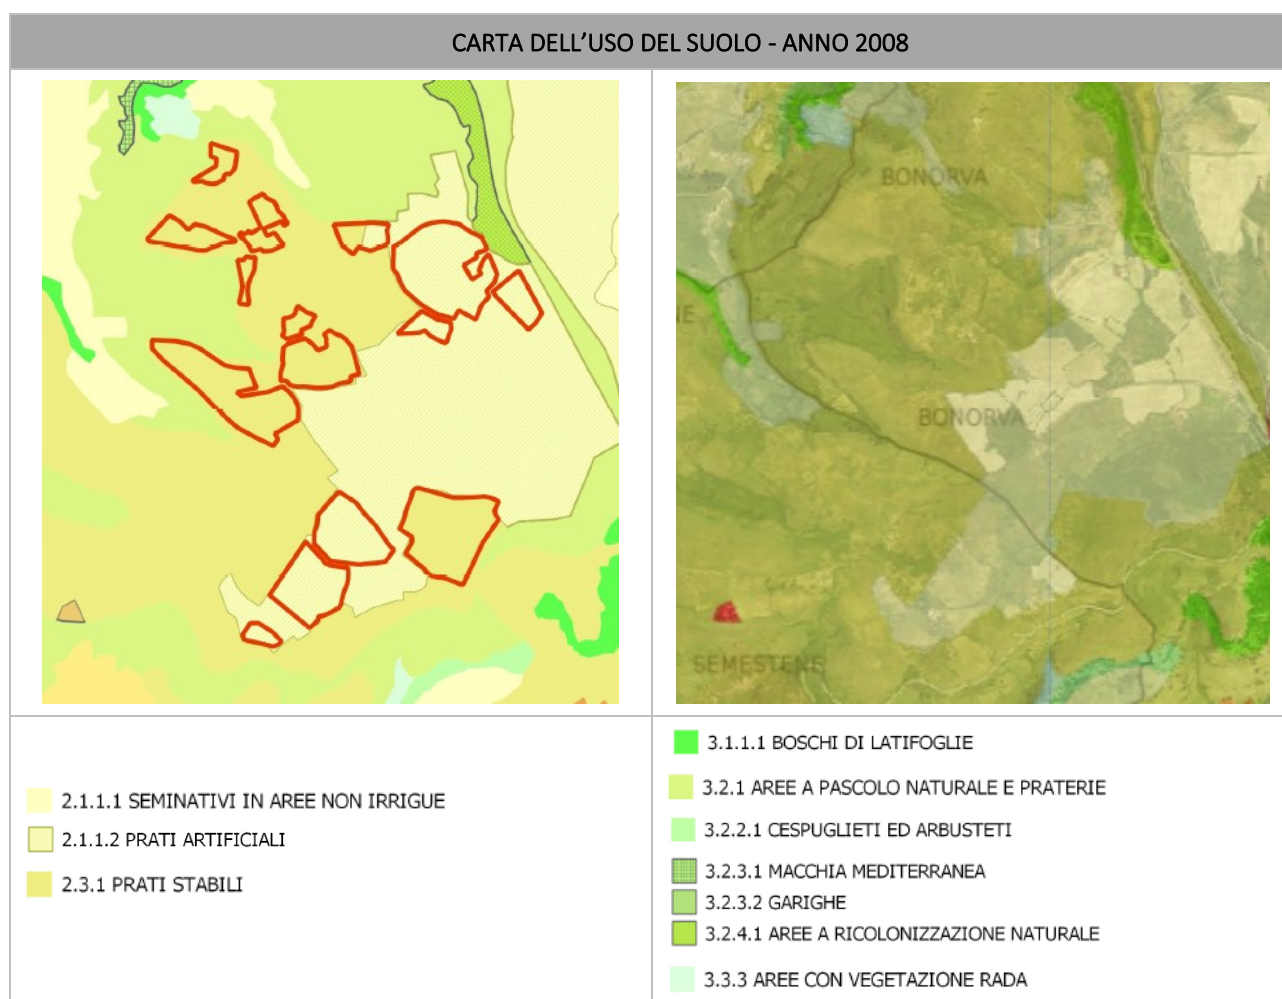 CARTA DELL’USO DEL SUOLO - ANNO 2008
BONORVA
NE
BONORVA
SEMESTENE
2.1.1.1 SEMINATIVI IN AREE NON IRRIGUE
2.1.1.2 PRATI ARTIFICIALI
2.3.1 PRATI STABILI
3.1.1.1 BOSCHI DI LATIFOGLIE
3.2.1 AREE A PASCOLO NATURALE E PRATERIE
3.2.2.1 CESPUGLIETI ED ARBUSTETI
3.2.3.1 MACCHIA MEDITERRANEA
3.2.3.2 GARIGHE
3.2.4.1 AREE A RICOLONIZZAZIONE NATURALE
3.3.3 AREE CON VEGETAZIONE RADA